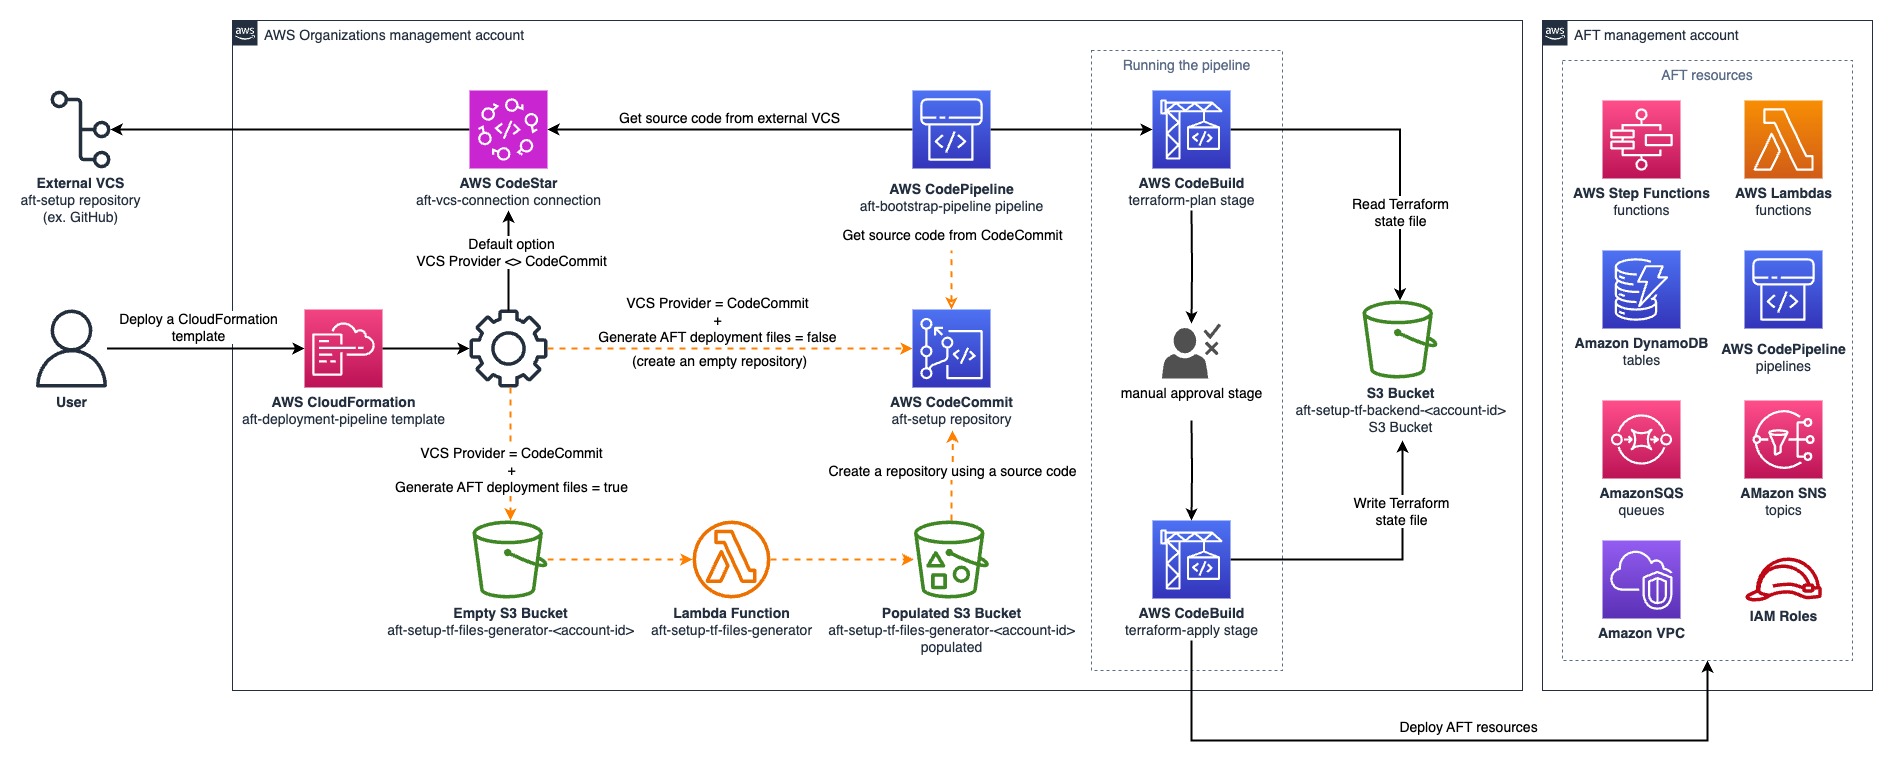 aws
AWS Organizations management account
Running the pipeline
External VCS
aft-setup repository
(ex. GitHub)
AWS CodeStar
aft-vcs-connection connection
Get source code from external VCS
AWS CodePipeline
aft-bootstrap-pipeline pipeline
AWS CodeBuild
terraform-plan stage
Read Terraform
state file
Default option
VCS Provider <> CodeCommit
Get source code from CodeCommit
User
Deploy a CloudFormation
template
AWS CloudFormation
aft-deployment-pipeline template
VCS Provider = CodeCommit
+
Generate AFT deployment files = false
(create an empty repository)
AWS CodeCommit
aft-setup repository
manual approval stage
S3 Bucket
aft-setup-tf-backend-<account-id>
S3 Bucket
VCS Provider = CodeCommit
+
Generate AFT deployment files = true
Create a repository using a source code
Write Terraform
state file
Empty S3 Bucket
aft-setup-tf-files-generator-<account-id>
Lambda Function
aft-setup-tf-files-generator
Populated S3 Bucket
aft-setup-tf-files-generator-<account-id>
populated
AWS CodeBuild
terraform-apply stage
Deploy AFT resources
aws
AFT management account
AFT resources
AWS Step Functions
functions
AWS Lambdas
functions
Amazon DynamoDB
tables
AWS CodePipeline
pipelines
AmazonSQS
queues
AMazon SNS
topics
Amazon VPC
IAM Roles